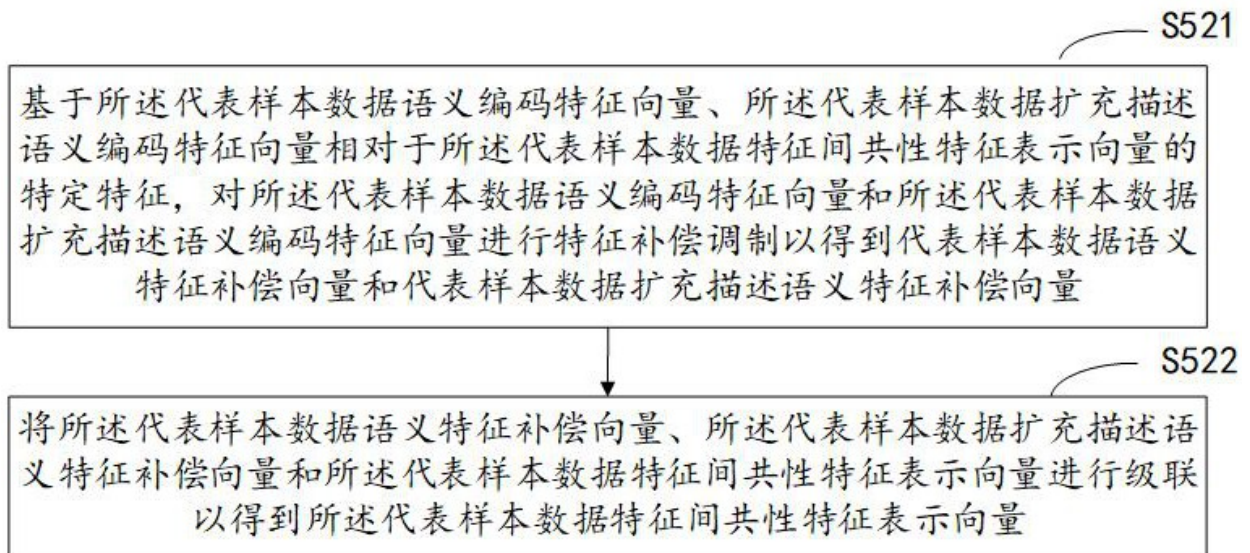 S521
基于所述代表样本数据语义编码特征向量、所述代表样本数据扩充描述
语义编码特征向量相对于所述代表样本数据特征间共性特征表示向量的
特定特征，对所述代表样本数据语义编码特征向量和所述代表样本数据
扩充描述语义编码特征向量进行特征补偿调制以得到代表样本数据语义
特征补偿向量和代表样本数据扩充描述语义特征补偿向量
S522
将所述代表样本数据语义特征补偿向量、所述代表样本数据扩充描述语
义特征补偿向量和所述代表样本数据特征间共性特征表示向量进行级联
以得到所述代表样本数据特征间共性特征表示向量